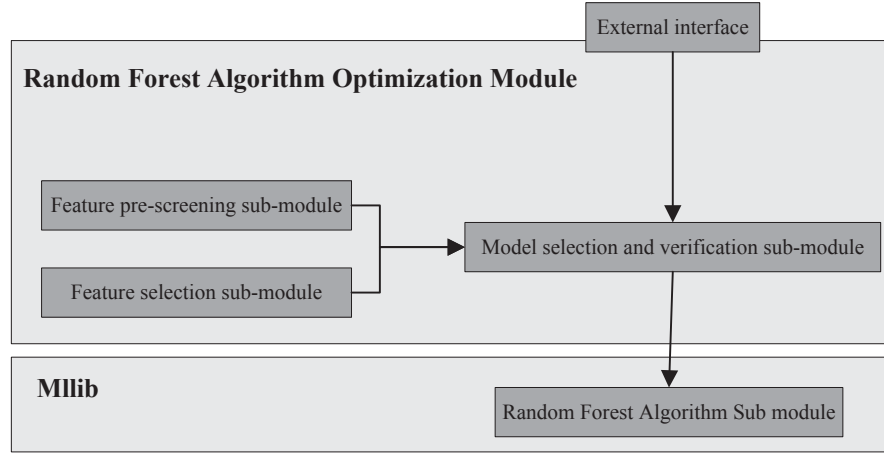 External interface
Random Forest Algorithm Optimization Module
Feature pre-screening sub-module
Model selection and verification sub-module
Feature selection sub-module
Mllib
Random Forest Algorithm Sub module